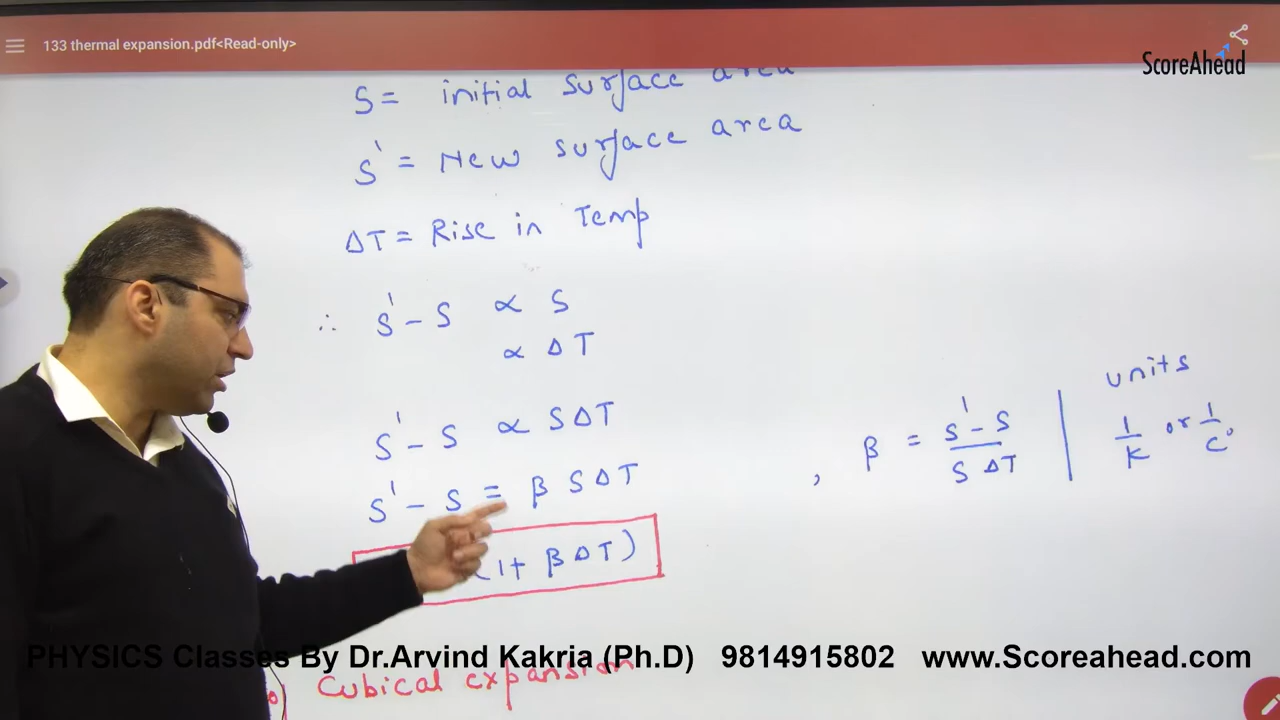 133 thermal expansion.pdf<Read-only>
ScoreAhead
S = initial surface area
S' = New surface area
ΔT = Rise in Temp
∴ S' - S ∝ S
∝ ΔT
S' - S ∝ SΔT
S' - S = β SΔT
(1+ βΔT)
, β = (S' - S)/(S ΔT) | units
1/K or 1/C°
PHYSICS Classes By Dr.Arvind Kakria (Ph.D) 9814915802 www.Scoreahead.com
Cubical expansion